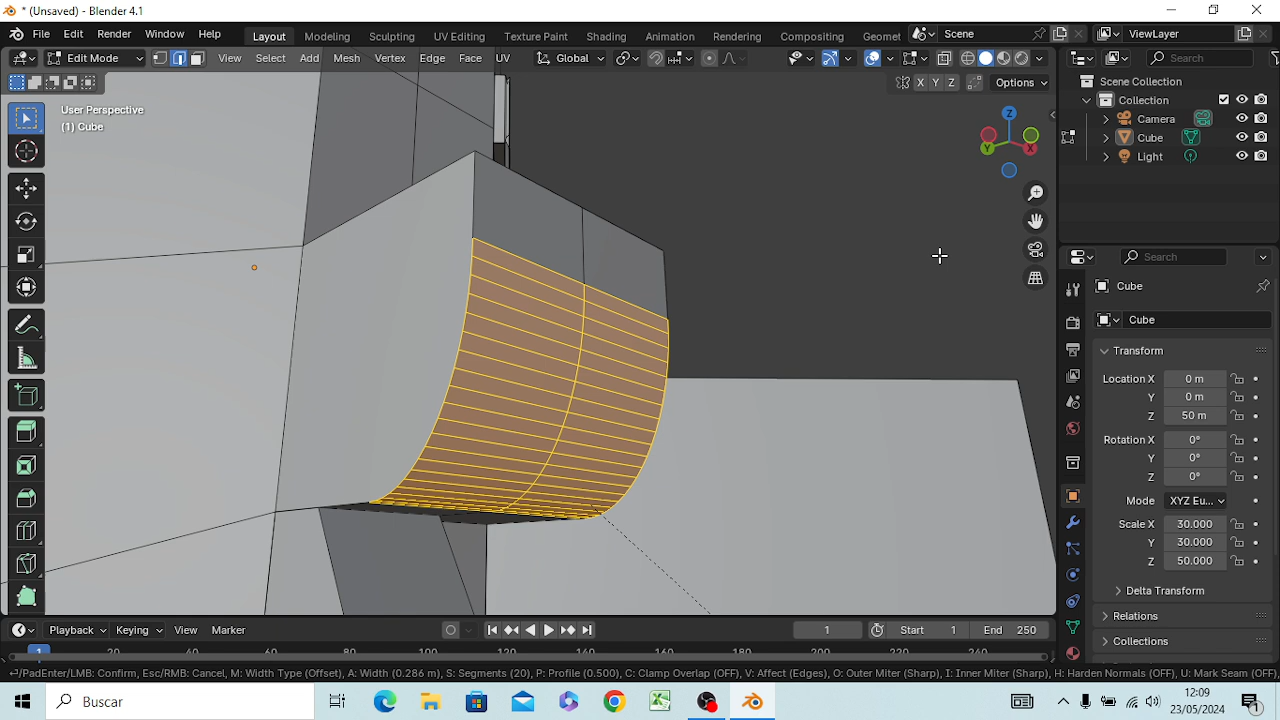 * (Unsaved) - Blender 4.1
File Edit Render Window Help Layout Modeling Sculpting UV Editing Texture Paint Shading Animation Rendering Compositing Geomet Scene ViewLayer
Edit Mode View Select Add Mesh Vertex Edge Face UV Global Search
X Y Z Options
User Perspective
(1) Cube
Z
Y
X
Scene Collection
Collection
Camera
Cube
Light
Search
Cube
Cube
Transform
Location X 0 m
Y 0 m
Z 50 m
Rotation X 0°
Y 0°
Z 0°
Mode XYZ Eu...
Scale X 30.000
Y 30.000
Z 50.000
Delta Transform
Relations
Collections
Playback Keying View Marker 1 Start 1 End 250
1 20 40 60 80 100 120 140 160 180 200 220 240
/PadEnter/LMB: Confirm, Esc/RMB: Cancel, M: Width Type (Offset), A: Width (0.286 m), S: Segments (20), P: Profile (0.500), C: Clamp Overlap (OFF), V: Affect (Edges), O: Outer Miter (Sharp), I: Inner Miter (Sharp), H: Harden Normals (OFF), U: Mark Seam (OFF),
Buscar
12:09
23/05/2024
1